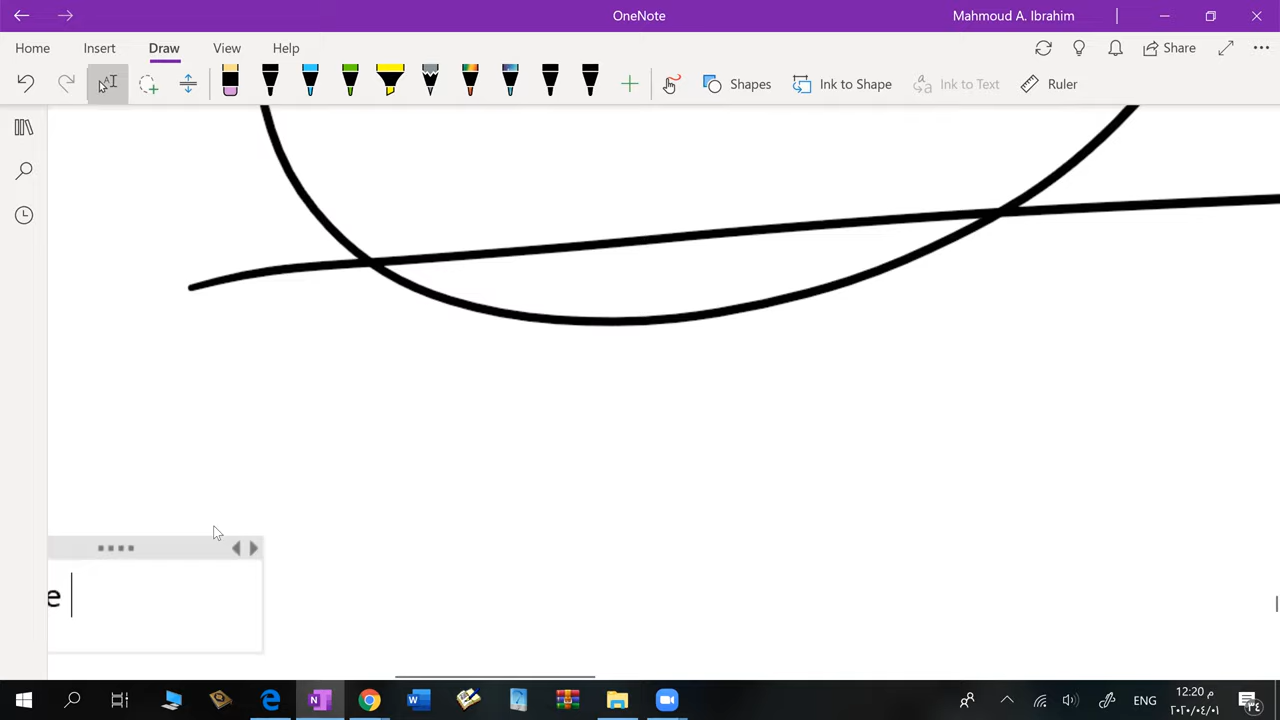 OneNote
Mahmoud A. Ibrahim
Home Insert Draw View Help
Share
Shapes
Ink to Shape
Ink to Text
Ruler
e
ENG
12:20 م
٢٠٢٠/٠٤/٠١
٣٤